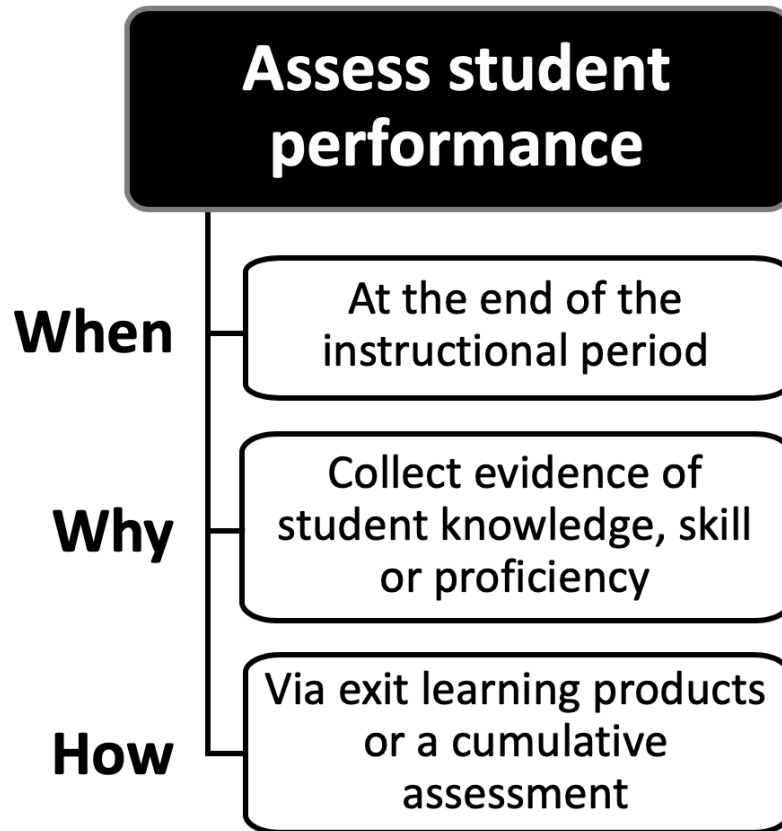 Assess student
performance
When
At the end of the
instructional period
Why
Collect evidence of
student knowledge, skill
or proficiency
How
Via exit learning products
or a cumulative
assessment